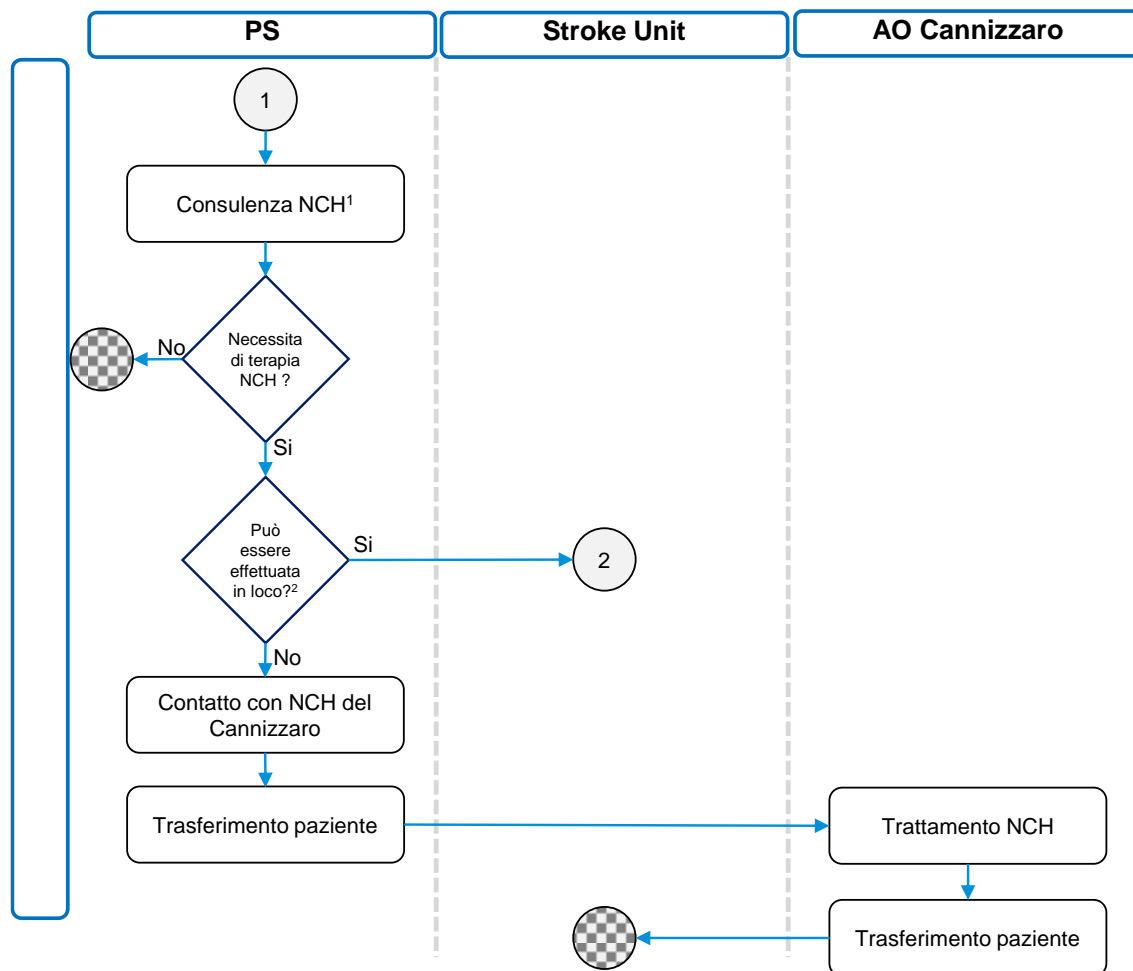 PS
Stroke Unit
AO Cannizzaro
1
Consulenza NCH¹
Necessita
di terapia
NCH ?
No
Si
Può
essere
effettuata
in loco?²
Si
2
No
Contatto con NCH del
Cannizzaro
Trasferimento paziente
Trattamento NCH
Trasferimento paziente